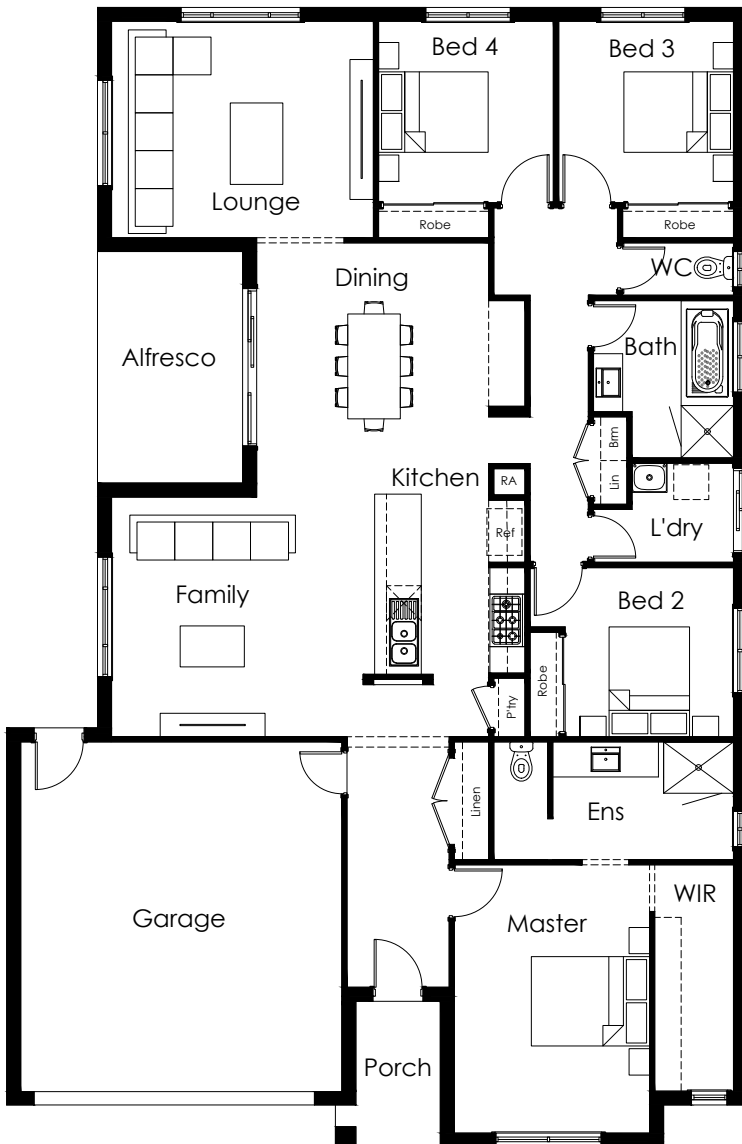 Bed 4
Bed 3
Lounge
Robe
Robe
WC
Dining
Bath
Alfresco
Brm
Lin
Kitchen
RA
L'dry
Ref
Family
Bed 2
Robe
P'try
Linen
Ens
WIR
Garage
Master
Porch